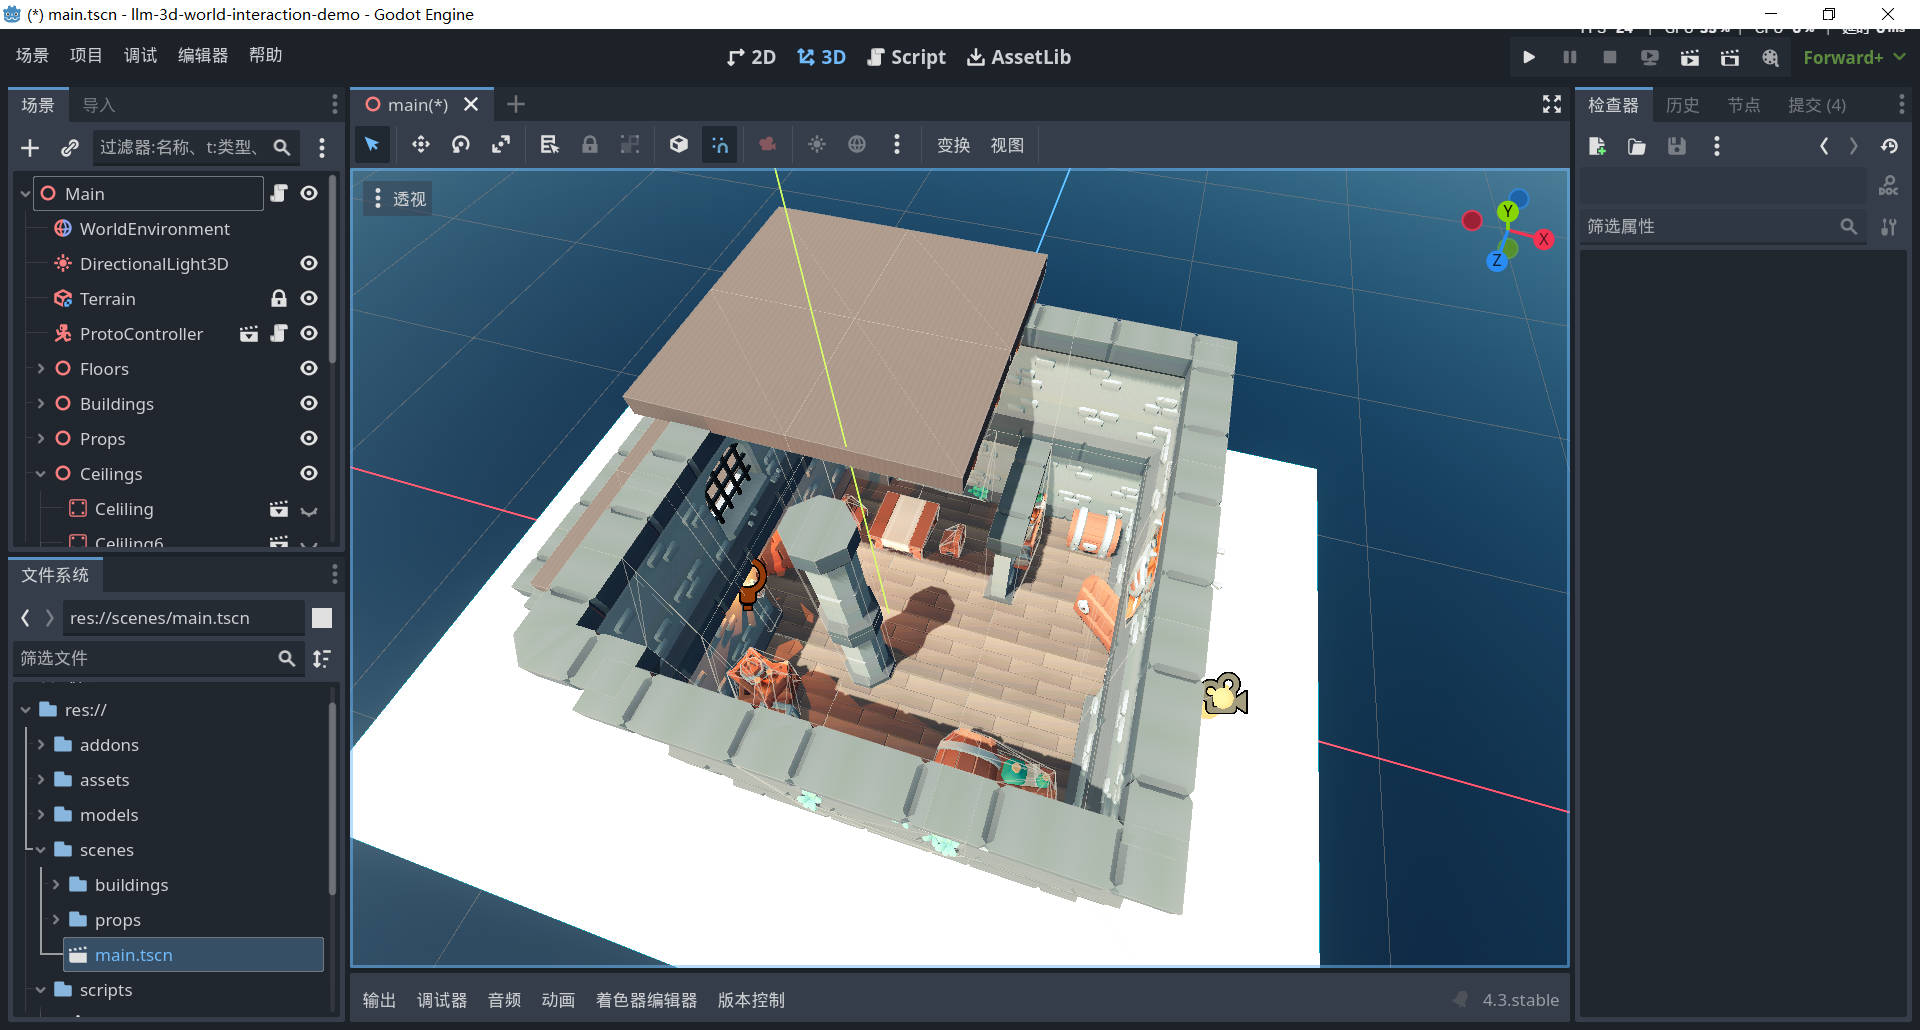 (*) main.tscn - llm-3d-world-interaction-demo - Godot Engine
场景 项目 调试 编辑器 帮助
2D 3D Script AssetLib
Forward+
场景 导入
main(*)
检查器 历史 节点 提交 (4)
过滤器:名称、t:类型、
变换 视图
Main
透视
Y
X
Z
DOC
筛选属性
WorldEnvironment
DirectionalLight3D
Terrain
ProtoController
Floors
Buildings
Props
Ceilings
Celiling
Celiling6
文件系统
res://scenes/main.tscn
筛选文件
res://
addons
assets
models
scenes
buildings
props
main.tscn
scripts
输出 调试器 音频 动画 着色器编辑器 版本控制
4.3.stable